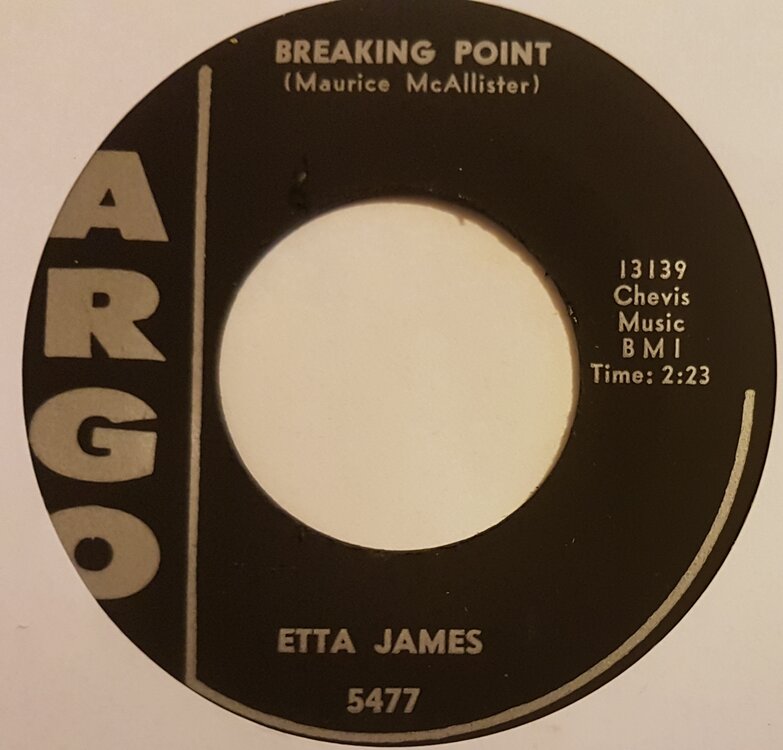 BREAKING POINT
(Maurice McAllister)
ARGO
13139
Chevis
Music
BMI
Time: 2:23
ETTA JAMES
5477